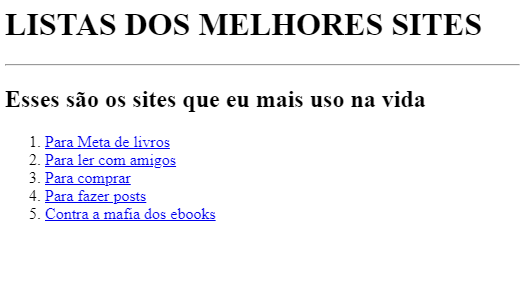 LISTAS DOS MELHORES SITES
Esses são os sites que eu mais uso na vida
1. Para Meta de livros
2. Para ler com amigos
3. Para comprar
4. Para fazer posts
5. Contra a mafia dos ebooks